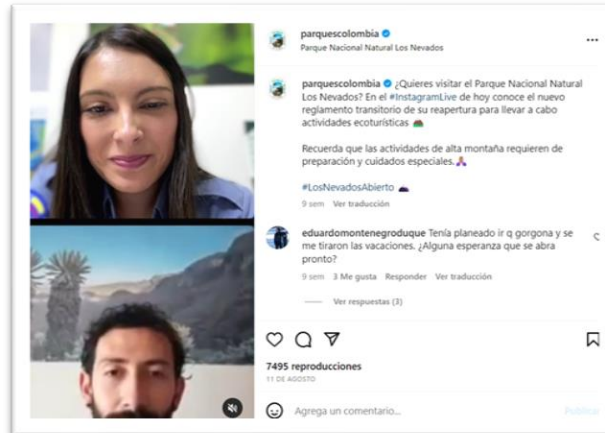 parquescolombia
Parque Nacional Natural Los Nevados
parquescolombia ¿Quieres visitar el Parque Nacional Natural
Los Nevados? En el #InstagramLive de hoy conoce el nuevo
reglamento transitorio de su reapertura para llevar a cabo
actividades ecoturísticas
Recuerda que las actividades de alta montaña requieren de
preparación y cuidados especiales.
#LosNevadosAbierto
9 sem Ver traducción
eduardomontenegroduque Tenía planeado ir q gorgona y se
me tiraron las vacaciones. ¿Alguna esperanza que se abra
pronto?
9 sem 3 Me gusta Responder Ver traducción
Ver respuestas (3)
7495 reproducciones
11 DE AGOSTO
Agrega un comentario...
Publicar